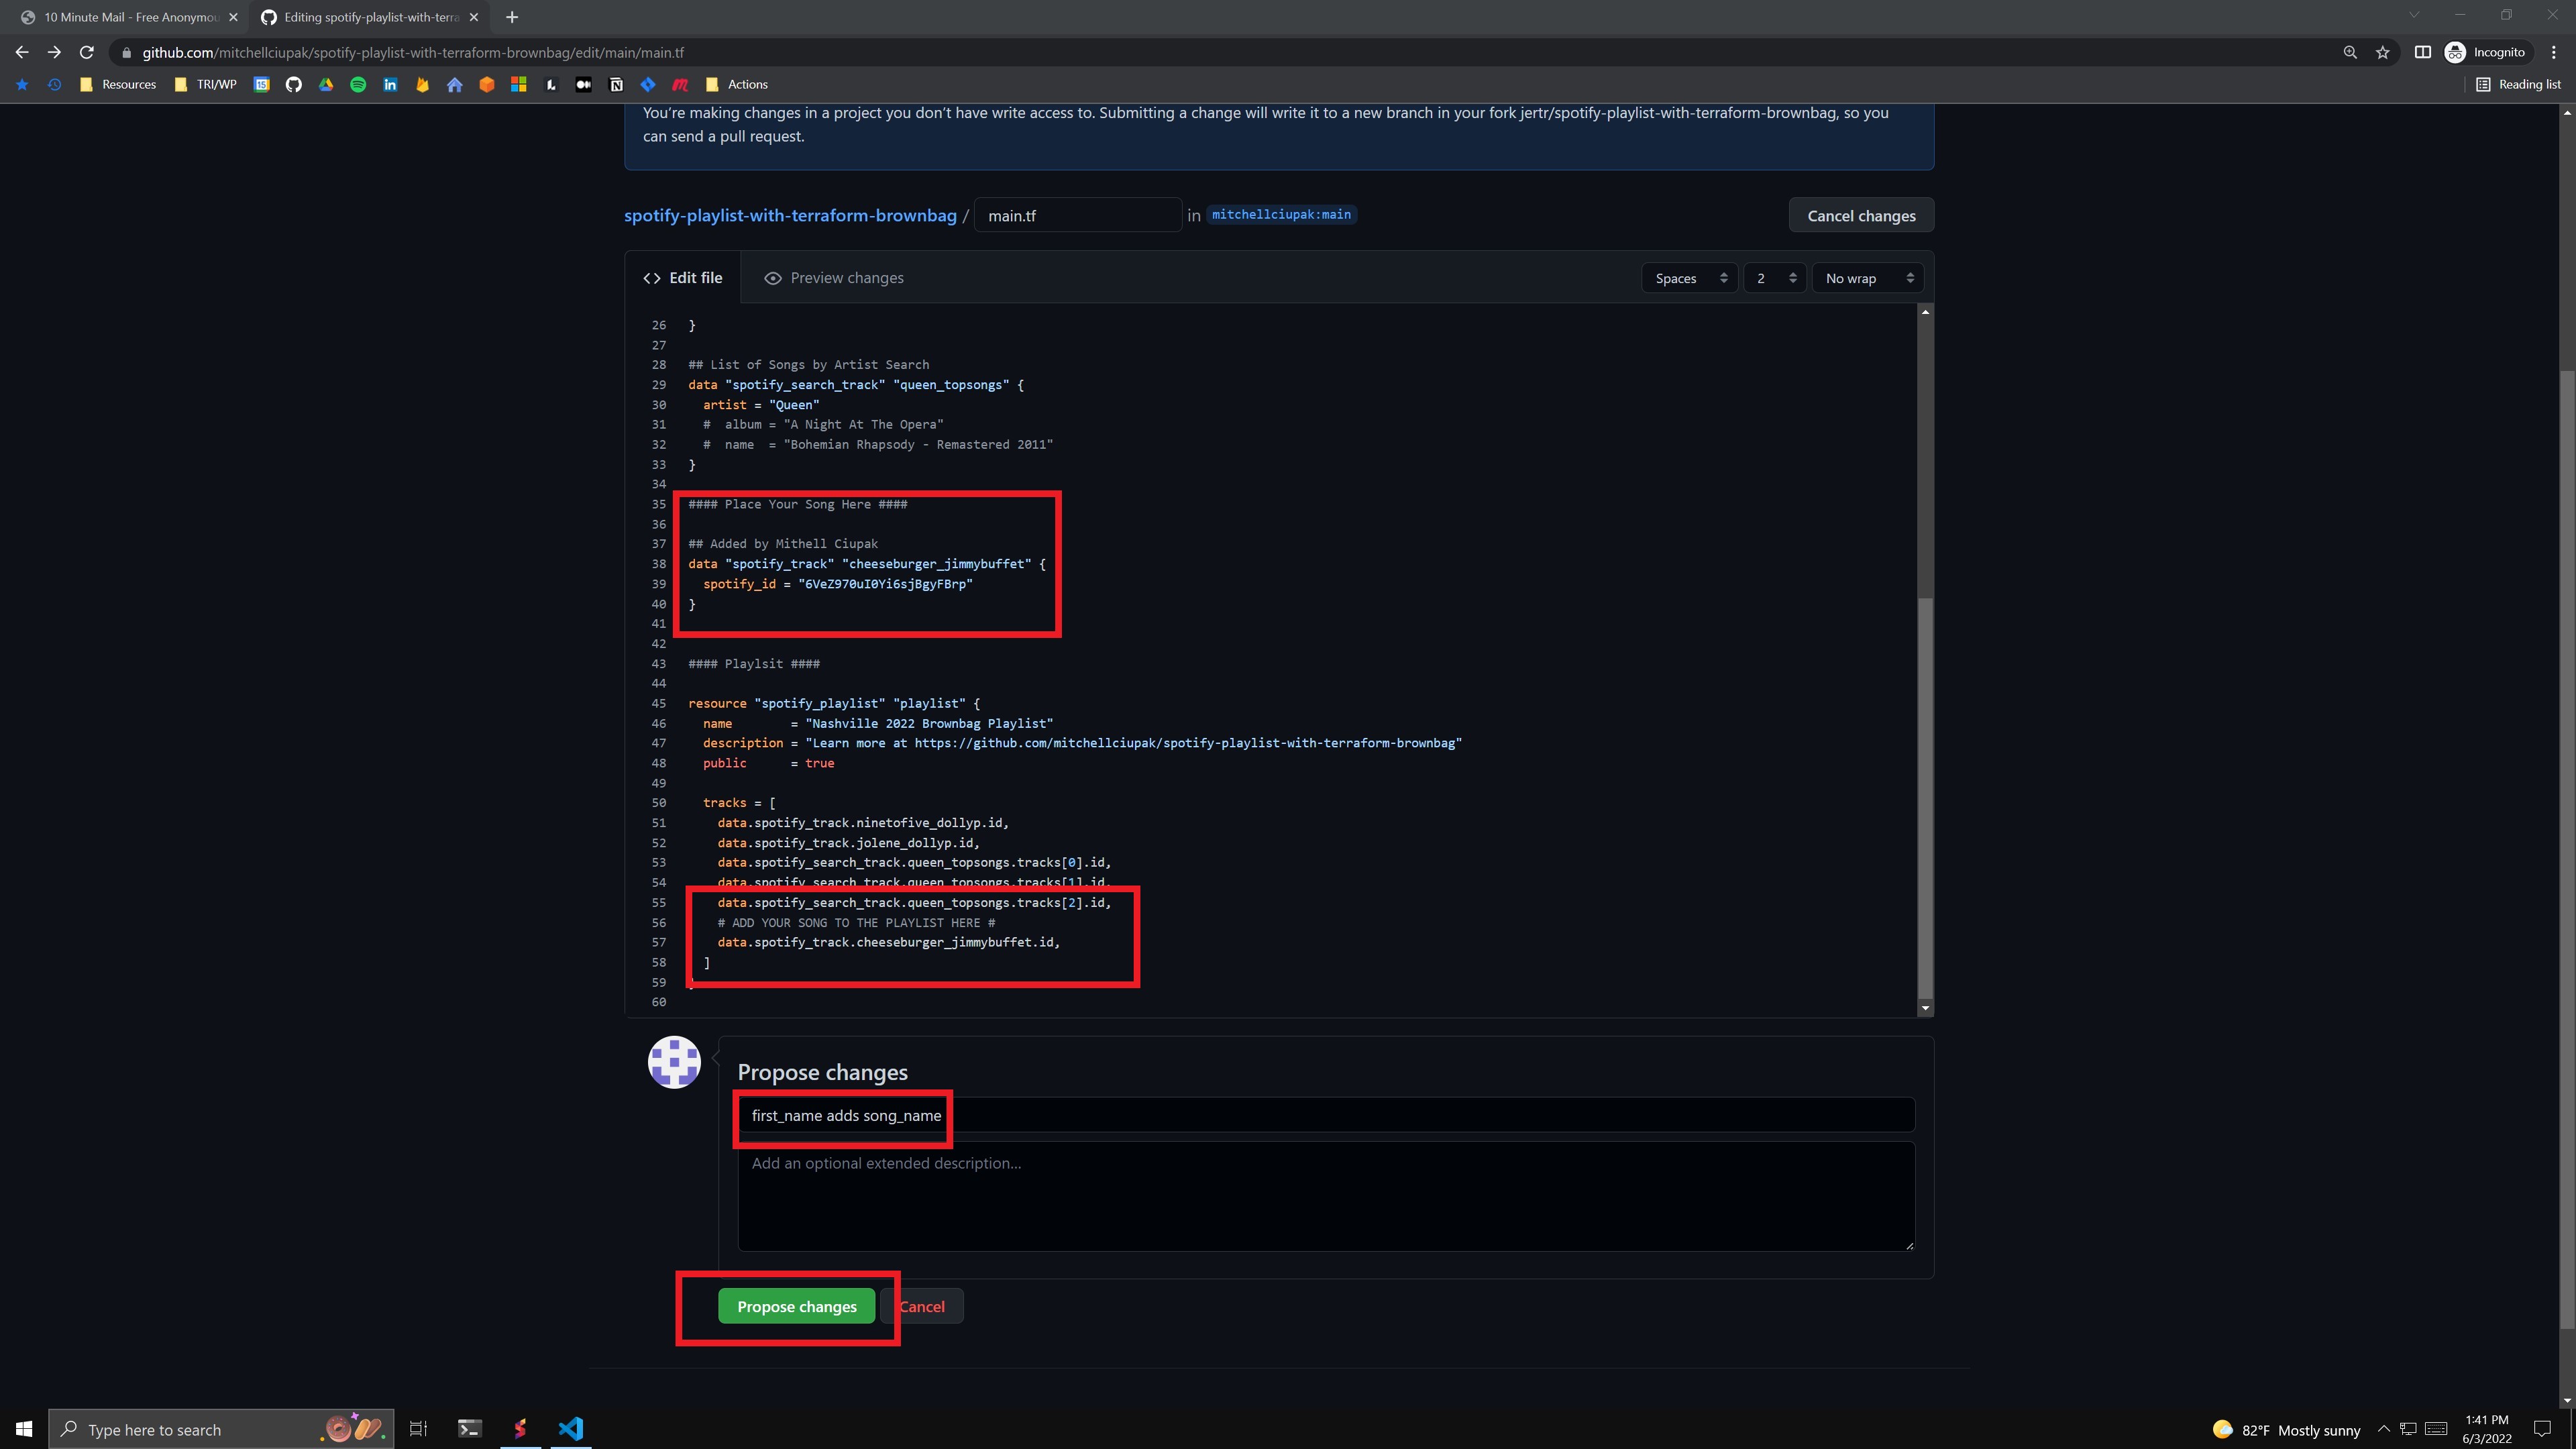 10 Minute Mail - Free Anonymou
Editing spotify-playlist-with-terra
github.com/mitchellciupak/spotify-playlist-with-terraform-brownbag/edit/main/main.tf
Incognito
Resources
TRI/WP
Actions
Reading list
You're making changes in a project you don't have write access to. Submitting a change will write it to a new branch in your fork jertr/spotify-playlist-with-terraform-brownbag, so you
can send a pull request.
spotify-playlist-with-terraform-brownbag / main.tf in mitchellciupak:main
Cancel changes
Edit file
Preview changes
Spaces
2
No wrap
26 }
27
28 ## List of Songs by Artist Search
29 data "spotify_search_track" "queen_topsongs" {
30 artist = "Queen"
31 # album = "A Night At The Opera"
32 # name = "Bohemian Rhapsody - Remastered 2011"
33 }
34
35 #### Place Your Song Here ####
36
37 ## Added by Mithell Ciupak
38 data "spotify_track" "cheeseburger_jimmybuffet" {
39 spotify_id = "6VeZ970uI0Yi6sjBgyFBrp"
40 }
41
42
43 #### Playlsit ####
44
45 resource "spotify_playlist" "playlist" {
46 name = "Nashville 2022 Brownbag Playlist"
47 description = "Learn more at https://github.com/mitchellciupak/spotify-playlist-with-terraform-brownbag"
48 public = true
49
50 tracks = [
51 data.spotify_track.ninetofive_dollyp.id,
52 data.spotify_track.jolene_dollyp.id,
53 data.spotify_search_track.queen_topsongs.tracks[0].id,
54 data.spotify_search_track.queen_topsongs.tracks[1].id,
55 data.spotify_search_track.queen_topsongs.tracks[2].id,
56 # ADD YOUR SONG TO THE PLAYLIST HERE #
57 data.spotify_track.cheeseburger_jimmybuffet.id,
58 ]
59 }
60
Propose changes
first_name adds song_name
Add an optional extended description...
Propose changes
Cancel
Type here to search
82°F Mostly sunny
1:41 PM
6/3/2022